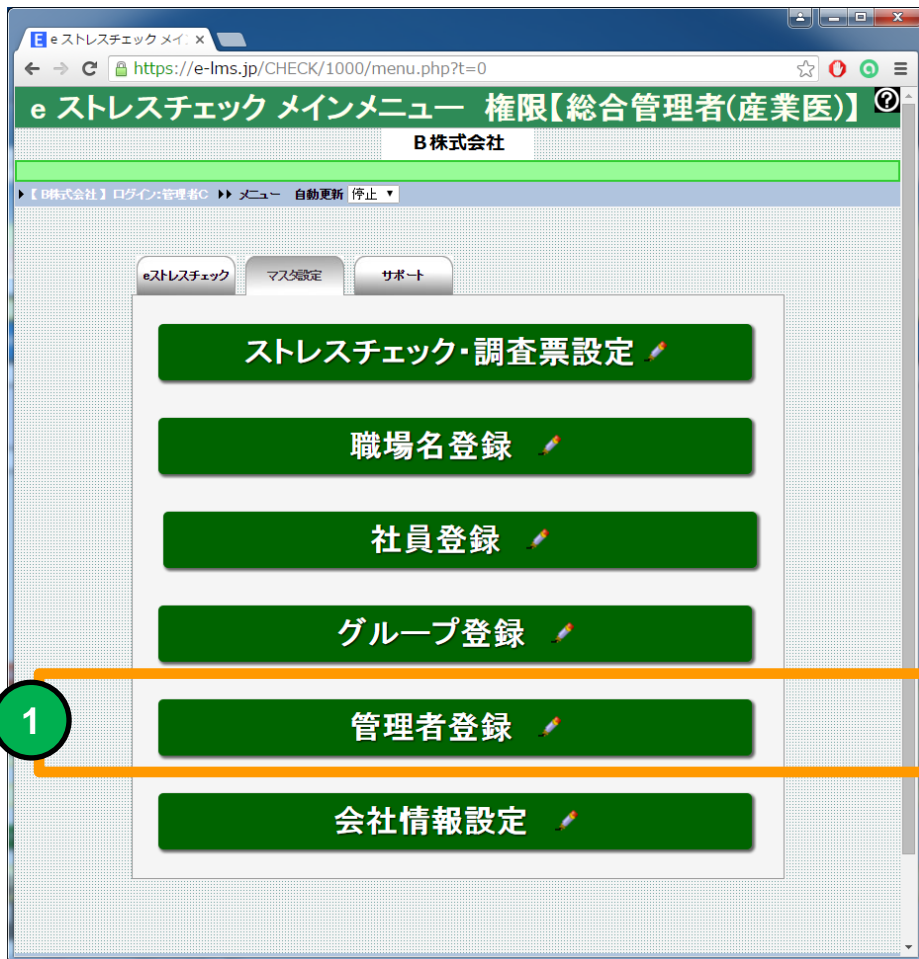 e ストレスチェック メイン
https://e-lms.jp/CHECK/1000/menu.php?t=0
e ストレスチェック メインメニュー 権限【総合管理者(産業医)】
B株式会社
【 B株式会社 】 ログイン:管理者C メニュー 自動更新 停止
eストレスチェック マスタ設定 サポート
ストレスチェック・調査票設定
職場名登録
社員登録
グループ登録
1
管理者登録
会社情報設定